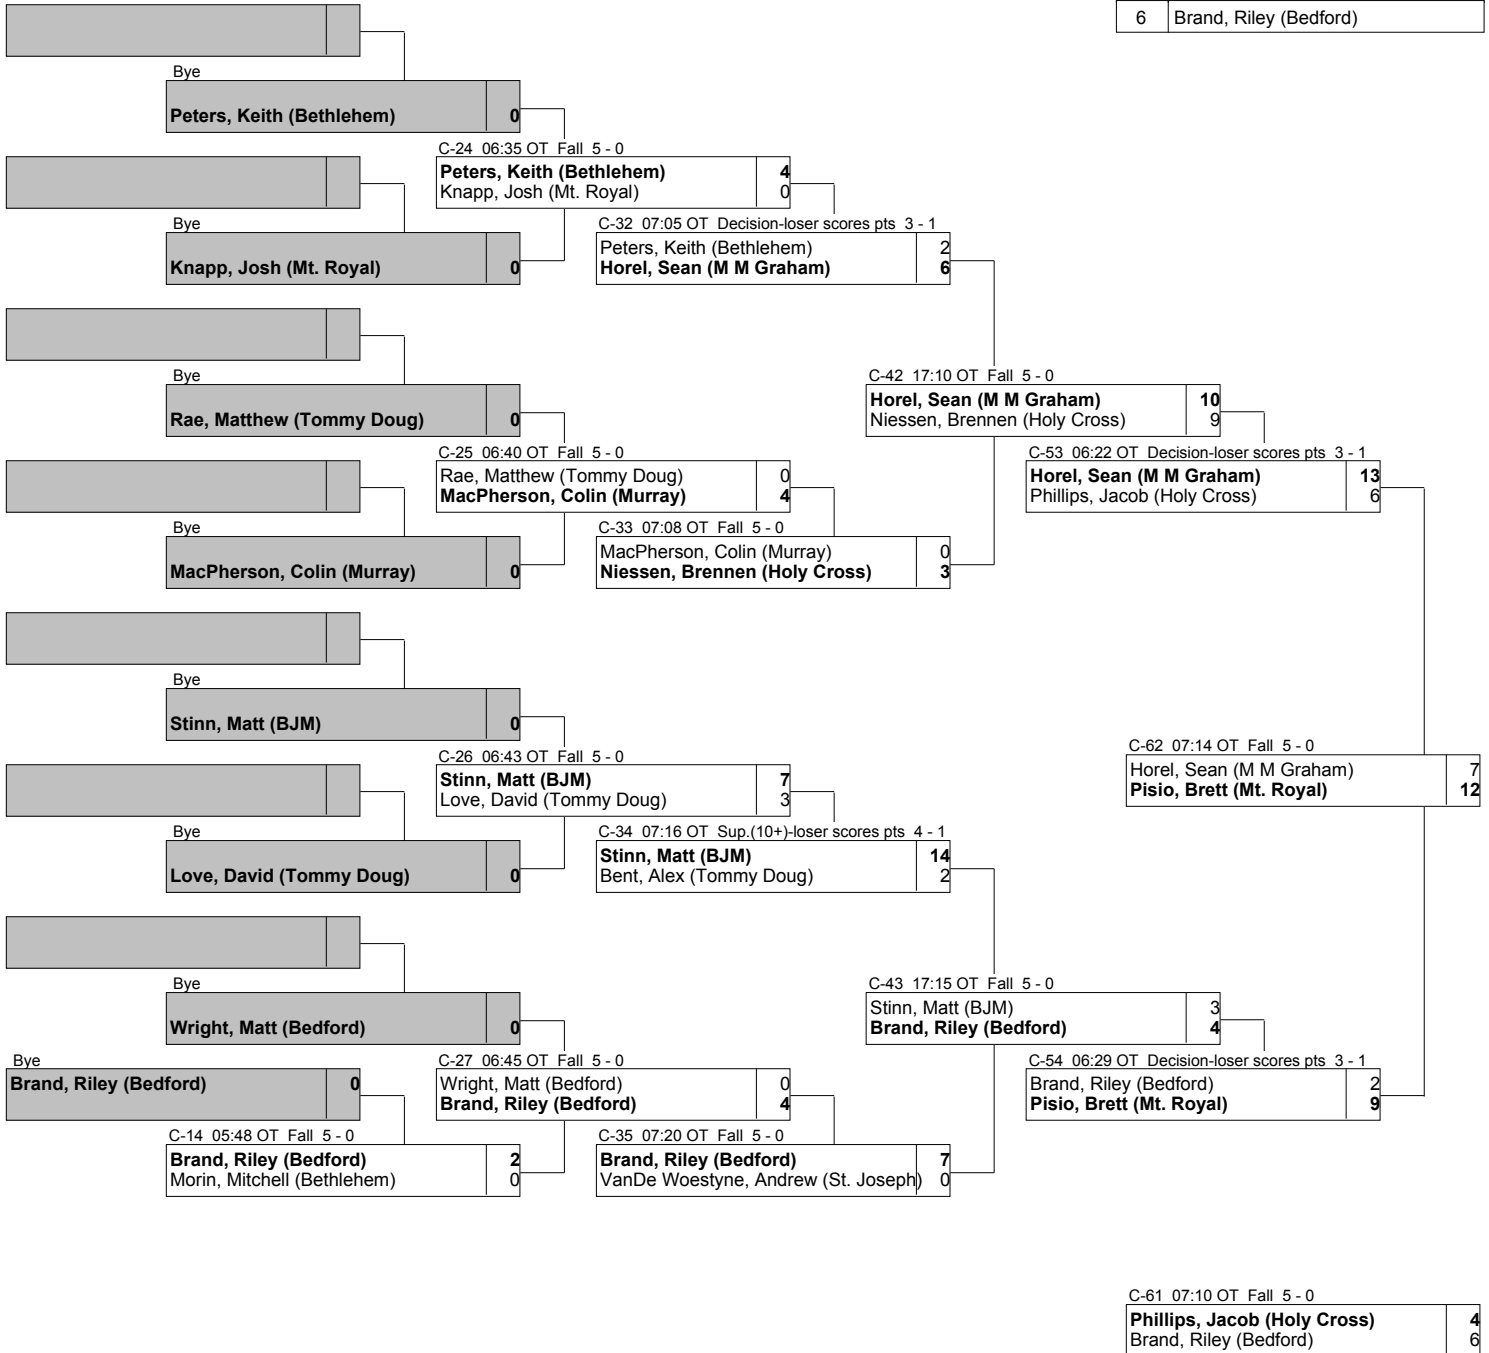 6 Brand, Riley (Bedford)
Bye
Peters, Keith (Bethlehem) 0
C-24 06:35 OT Fall 5 - 0
Peters, Keith (Bethlehem) 4
Knapp, Josh (Mt. Royal) 0
Bye
Knapp, Josh (Mt. Royal) 0
C-32 07:05 OT Decision-loser scores pts 3 - 1
Peters, Keith (Bethlehem) 2
Horel, Sean (M M Graham) 6
Bye
Rae, Matthew (Tommy Doug) 0
C-42 17:10 OT Fall 5 - 0
Horel, Sean (M M Graham) 10
Niessen, Brennen (Holy Cross) 9
C-25 06:40 OT Fall 5 - 0
Rae, Matthew (Tommy Doug) 0
MacPherson, Colin (Murray) 4
C-53 06:22 OT Decision-loser scores pts 3 - 1
Horel, Sean (M M Graham) 13
Phillips, Jacob (Holy Cross) 6
Bye
MacPherson, Colin (Murray) 0
C-33 07:08 OT Fall 5 - 0
MacPherson, Colin (Murray) 0
Niessen, Brennen (Holy Cross) 3
Bye
Stinn, Matt (BJM) 0
C-26 06:43 OT Fall 5 - 0
Stinn, Matt (BJM) 7
Love, David (Tommy Doug) 3
C-62 07:14 OT Fall 5 - 0
Horel, Sean (M M Graham) 7
Pisio, Brett (Mt. Royal) 12
Bye
Love, David (Tommy Doug) 0
C-34 07:16 OT Sup.(10+)-loser scores pts 4 - 1
Stinn, Matt (BJM) 14
Bent, Alex (Tommy Doug) 2
Bye
Wright, Matt (Bedford) 0
C-43 17:15 OT Fall 5 - 0
Stinn, Matt (BJM) 3
Brand, Riley (Bedford) 4
Bye
Brand, Riley (Bedford) 0
C-27 06:45 OT Fall 5 - 0
Wright, Matt (Bedford) 0
Brand, Riley (Bedford) 4
C-54 06:29 OT Decision-loser scores pts 3 - 1
Brand, Riley (Bedford) 2
Pisio, Brett (Mt. Royal) 9
C-14 05:48 OT Fall 5 - 0
Brand, Riley (Bedford) 2
Morin, Mitchell (Bethlehem) 0
C-35 07:20 OT Fall 5 - 0
Brand, Riley (Bedford) 7
VanDe Woestyne, Andrew (St. Joseph) 0
C-61 07:10 OT Fall 5 - 0
Phillips, Jacob (Holy Cross) 4
Brand, Riley (Bedford) 6